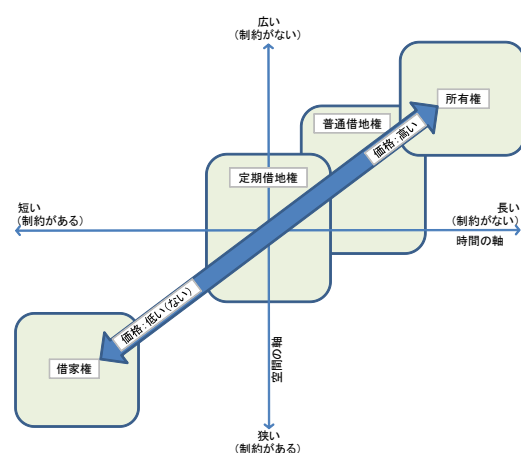 広い
(制約がない)
所有権
普通借地権
価格：高い
定期借地権
短い
(制約がある)
長い
(制約がない)
時間の軸
価格：低い(ない)
借家権
空間の軸
狭い
(制約がある)